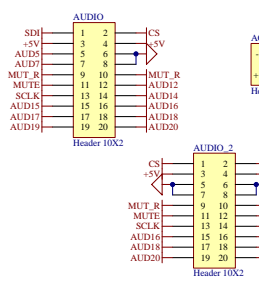 AUDIO
SDI 1 2 CS
+5V 3 4 +5V
AUD5 5 6
AUD7 7 8
MUT_R 9 10 MUT_R
MUTE 11 12 AUD12
SCLK 13 14 AUD14
AUD15 15 16 AUD16
AUD17 17 18 AUD18
AUD19 19 20 AUD20
Header 10X2
AUDIO_2
CS 1 2
+5V 3 4
5 6
7 8
MUT_R 9 10
MUTE 11 12
SCLK 13 14
AUD16 15 16
AUD18 17 18
AUD20 19 20
Header 10X2